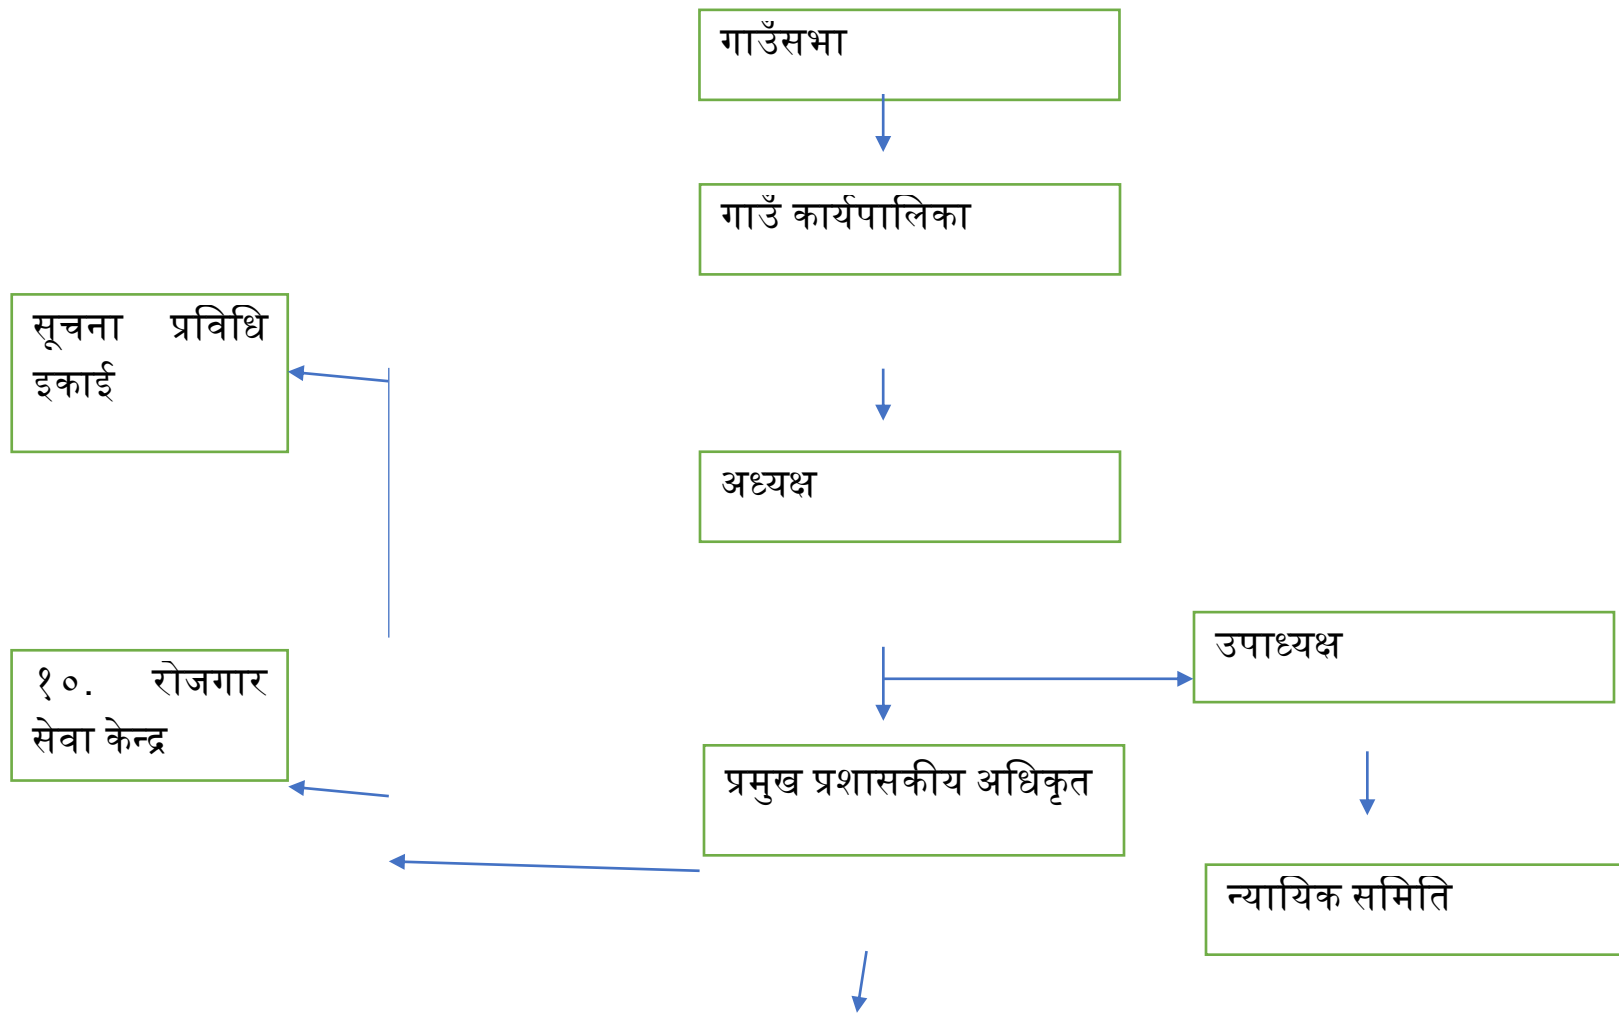 गाउँसभा
गाउँ कार्यपालिका
सूचना प्रविधि
इकाई
अध्यक्ष
उपाध्यक्ष
१०. रोजगार
सेवा केन्द्र
प्रमुख प्रशासकीय अधिकृत
न्यायिक समिति